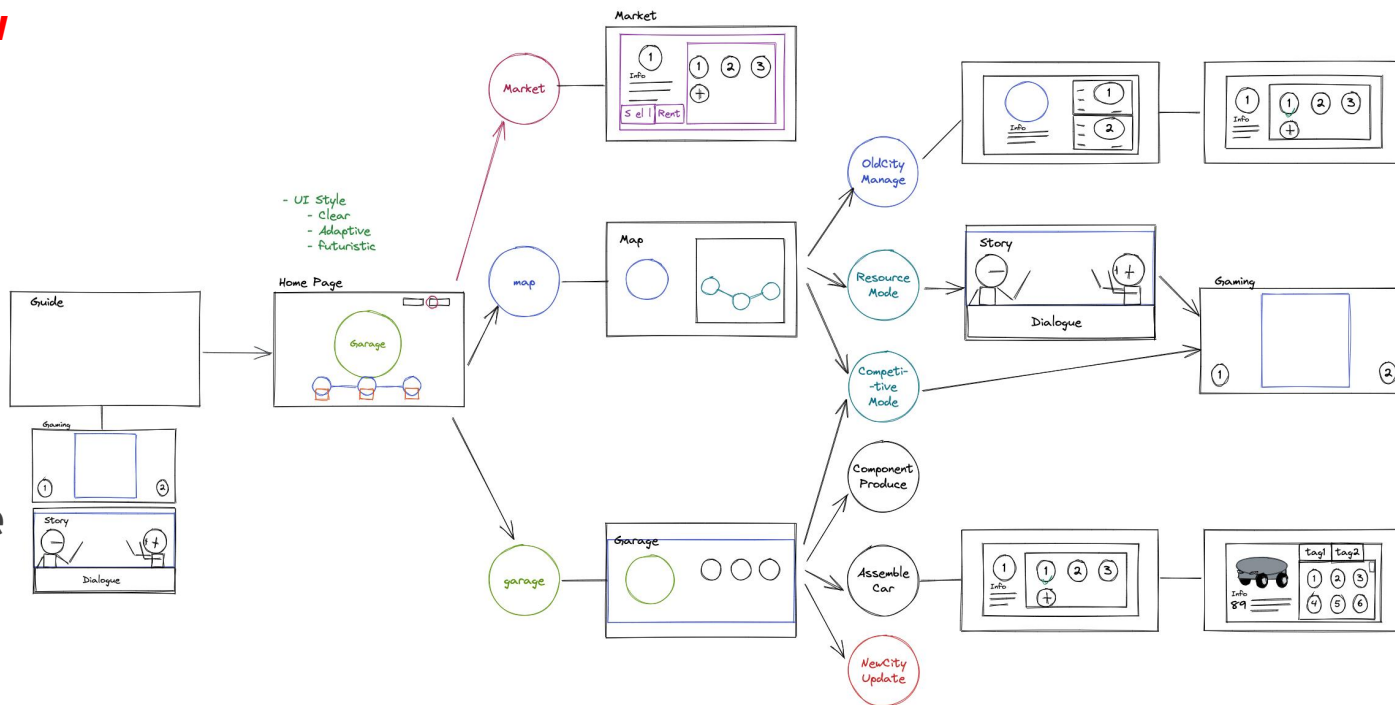 Market
Market
1
Info
1 2 3
+
Sell Rent
- UI Style
- Clear
- Adaptive
- futuristic
OldCity
Manage
Info
1
2
1
Info
1 2 3
+
Guide
Home Page
Garage
map
Map
Resource
Mode
Story
Dialogue
Gaming
1
2
Competi-
-tive
Mode
Gaming
1
2
Story
Dialogue
Component
Produce
garage
Garage
Assemble
Car
1
Info
1 2 3
+
tag1 tag2
Info
89
1 2 3
4 5 6
NewCity
Update